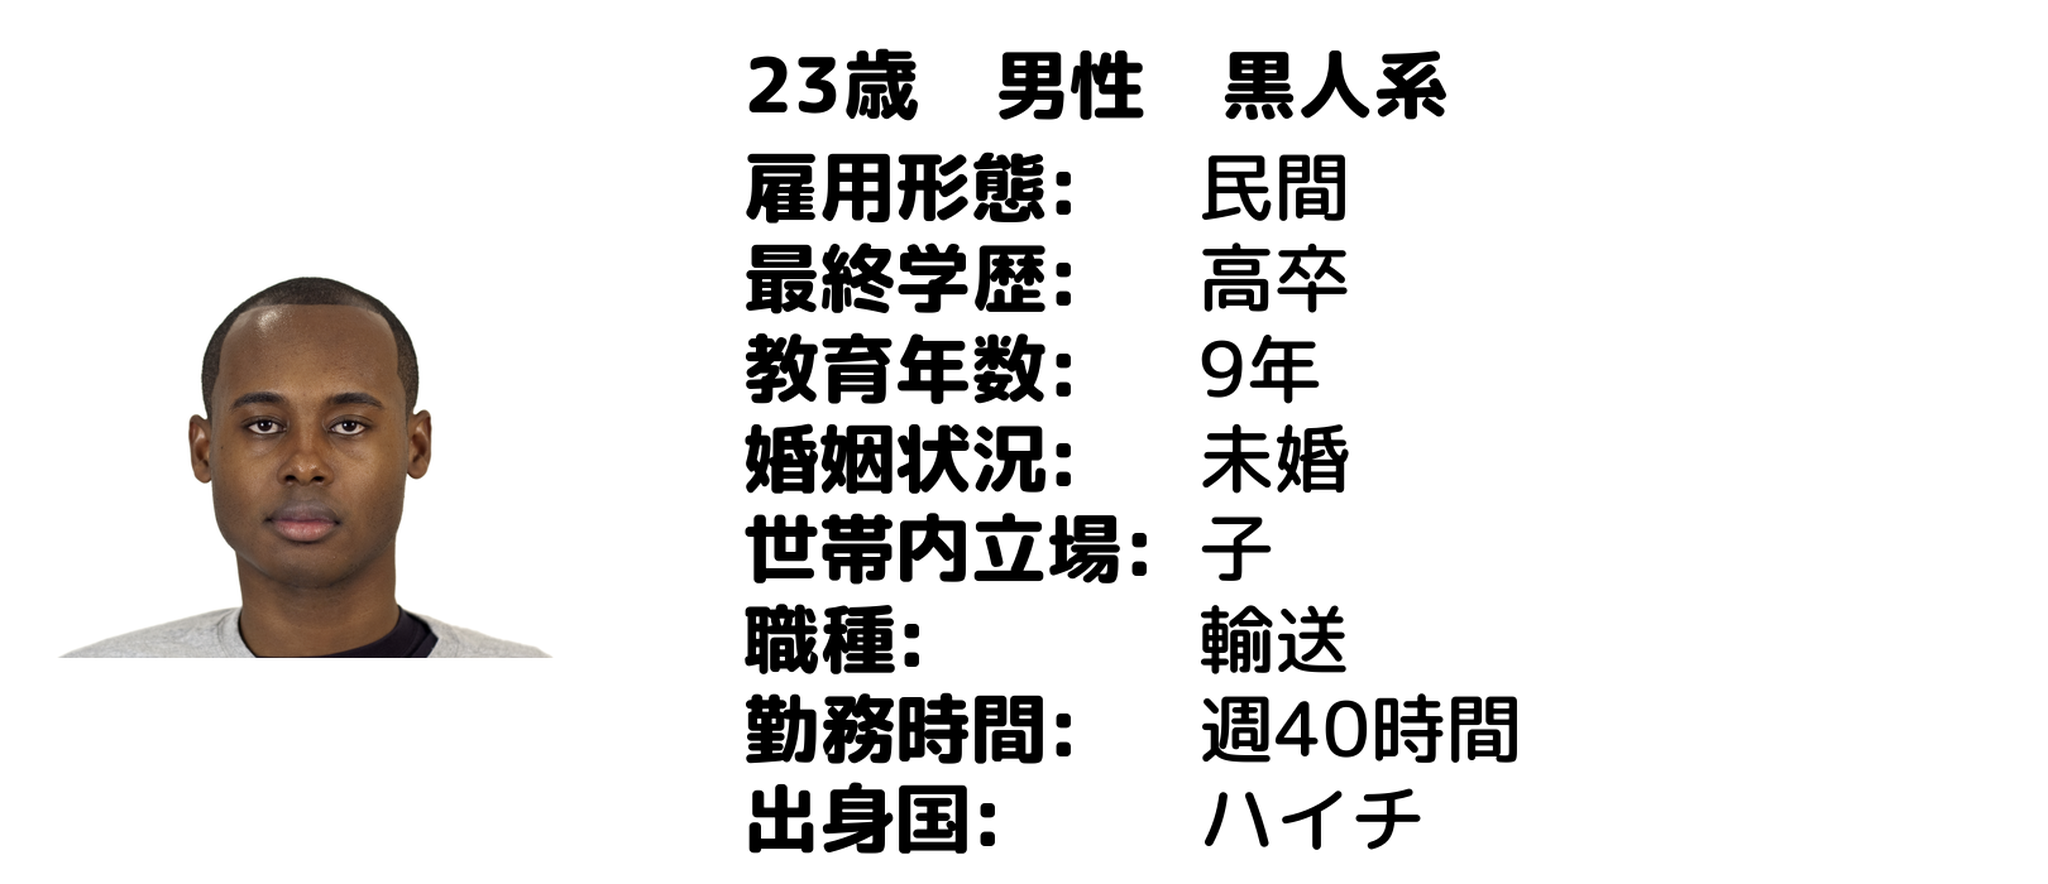 23歳　男性　黒人系
雇用形態: 民間
最終学歴: 高卒
教育年数: 9年
婚姻状況: 未婚
世帯内立場: 子
職種: 輸送
勤務時間: 週40時間
出身国: ハイチ